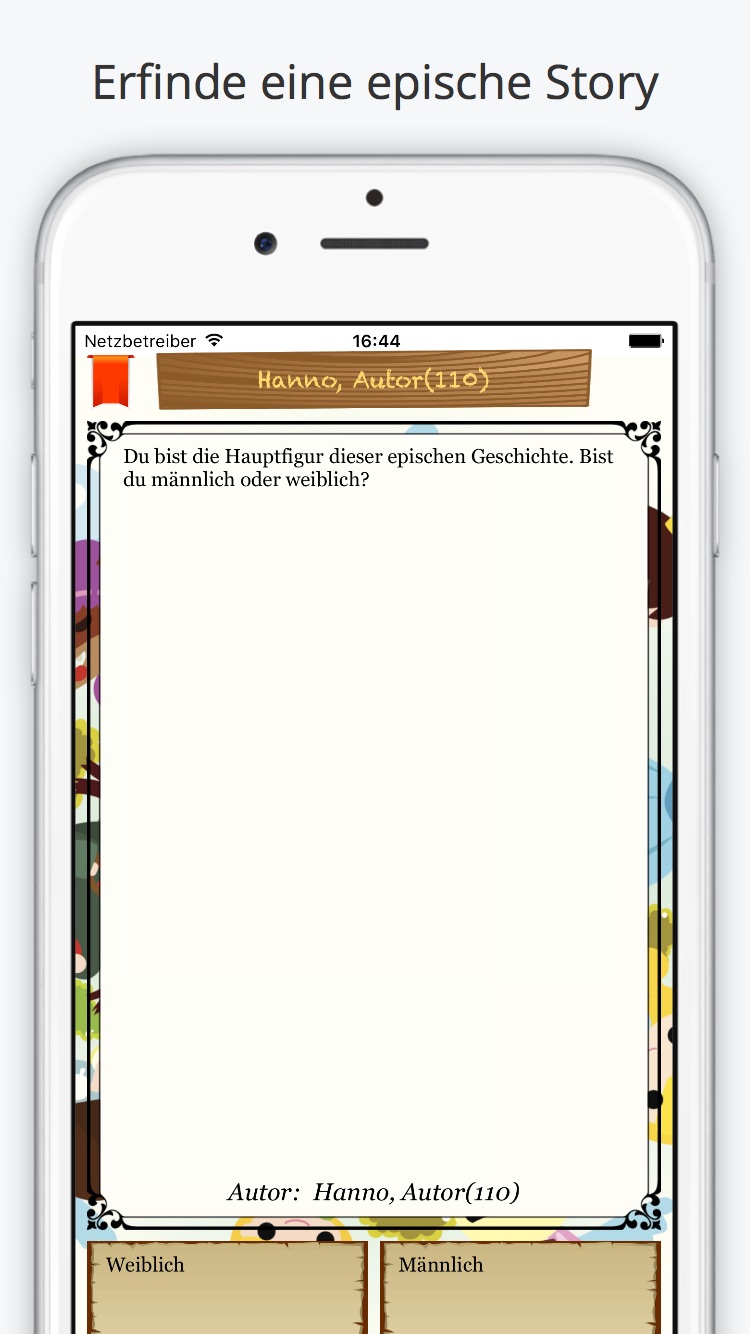 Erfinde eine epische Story
Netzbetreiber 16:44
Hanno, Autor(110)
Du bist die Hauptfigur dieser epischen Geschichte. Bist
du männlich oder weiblich?
Autor: Hanno, Autor(110)
Weiblich
Männlich